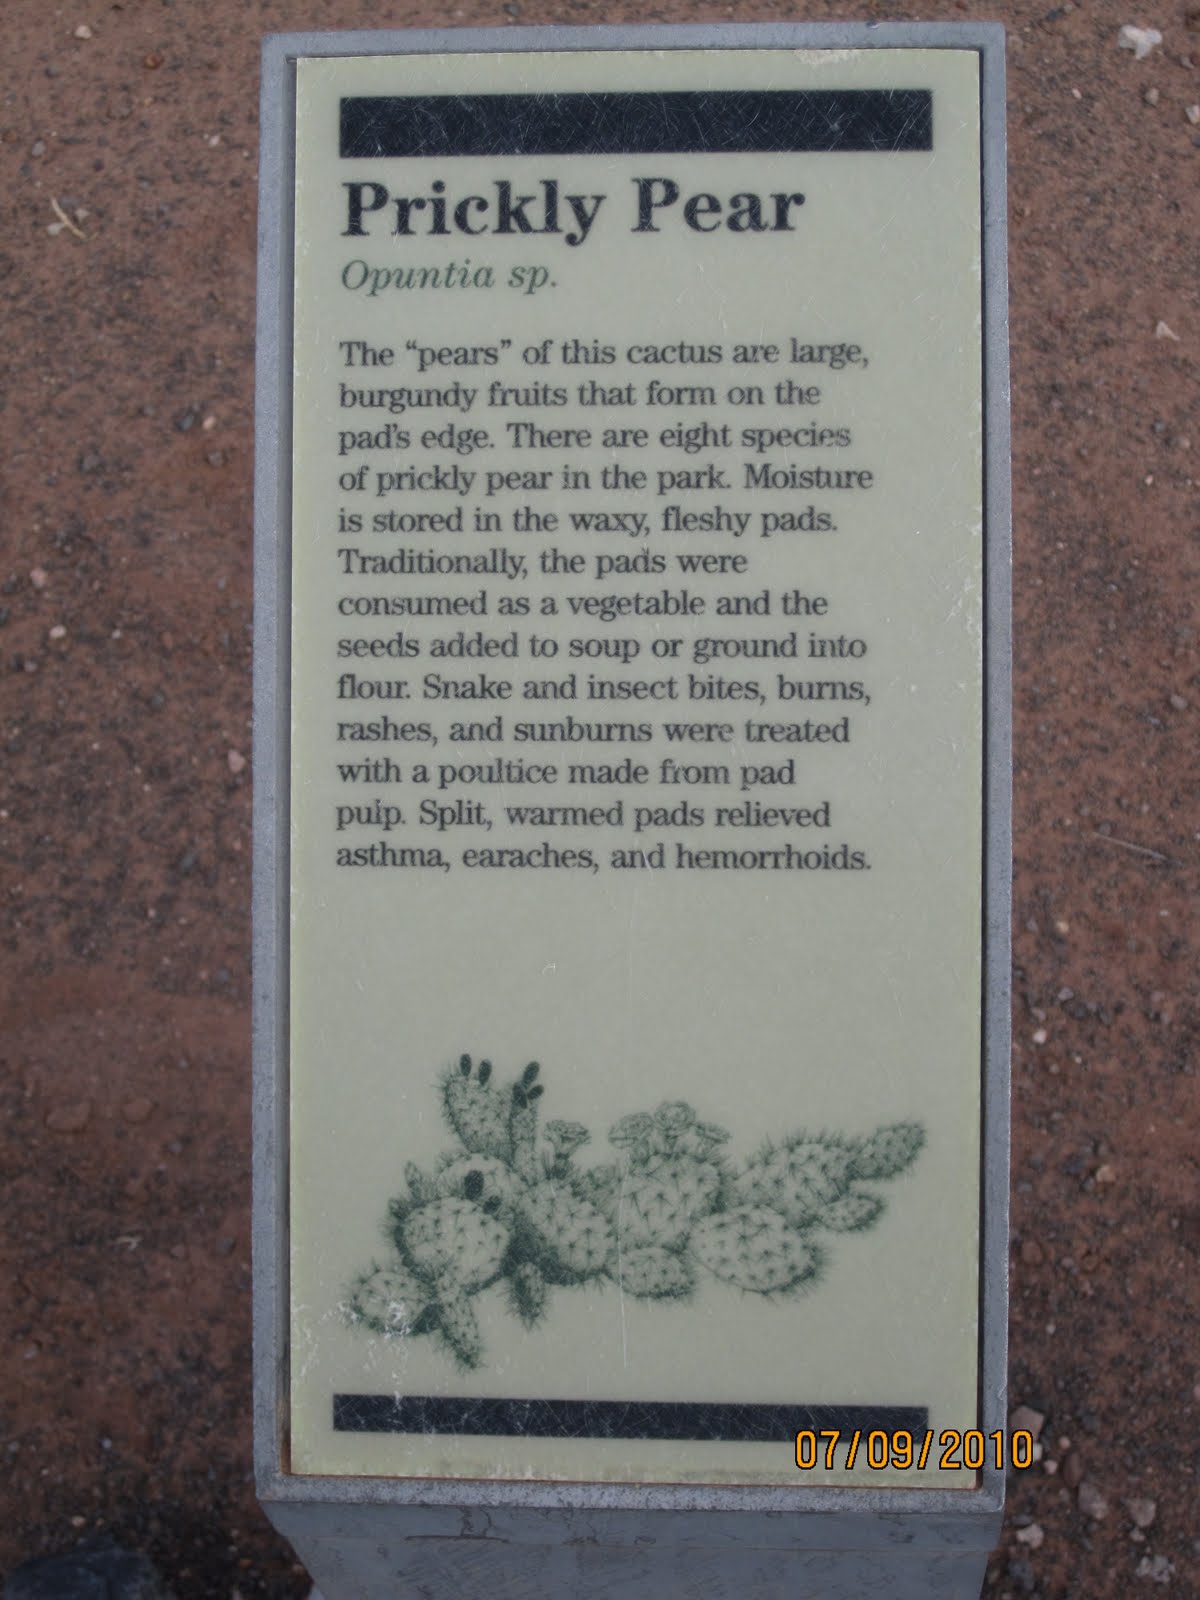 Prickly Pear
Opuntia sp.
The “pears” of this cactus are large,
burgundy fruits that form on the
pad's edge. There are eight species
of prickly pear in the park. Moisture
is stored in the waxy, fleshy pads.
Traditionally, the pads were
consumed as a vegetable and the
seeds added to soup or ground into
flour. Snake and insect bites, burns,
rashes, and sunburns were treated
with a poultice made from pad
pulp. Split, warmed pads relieved
asthma, earaches, and hemorrhoids.
07/09/2010